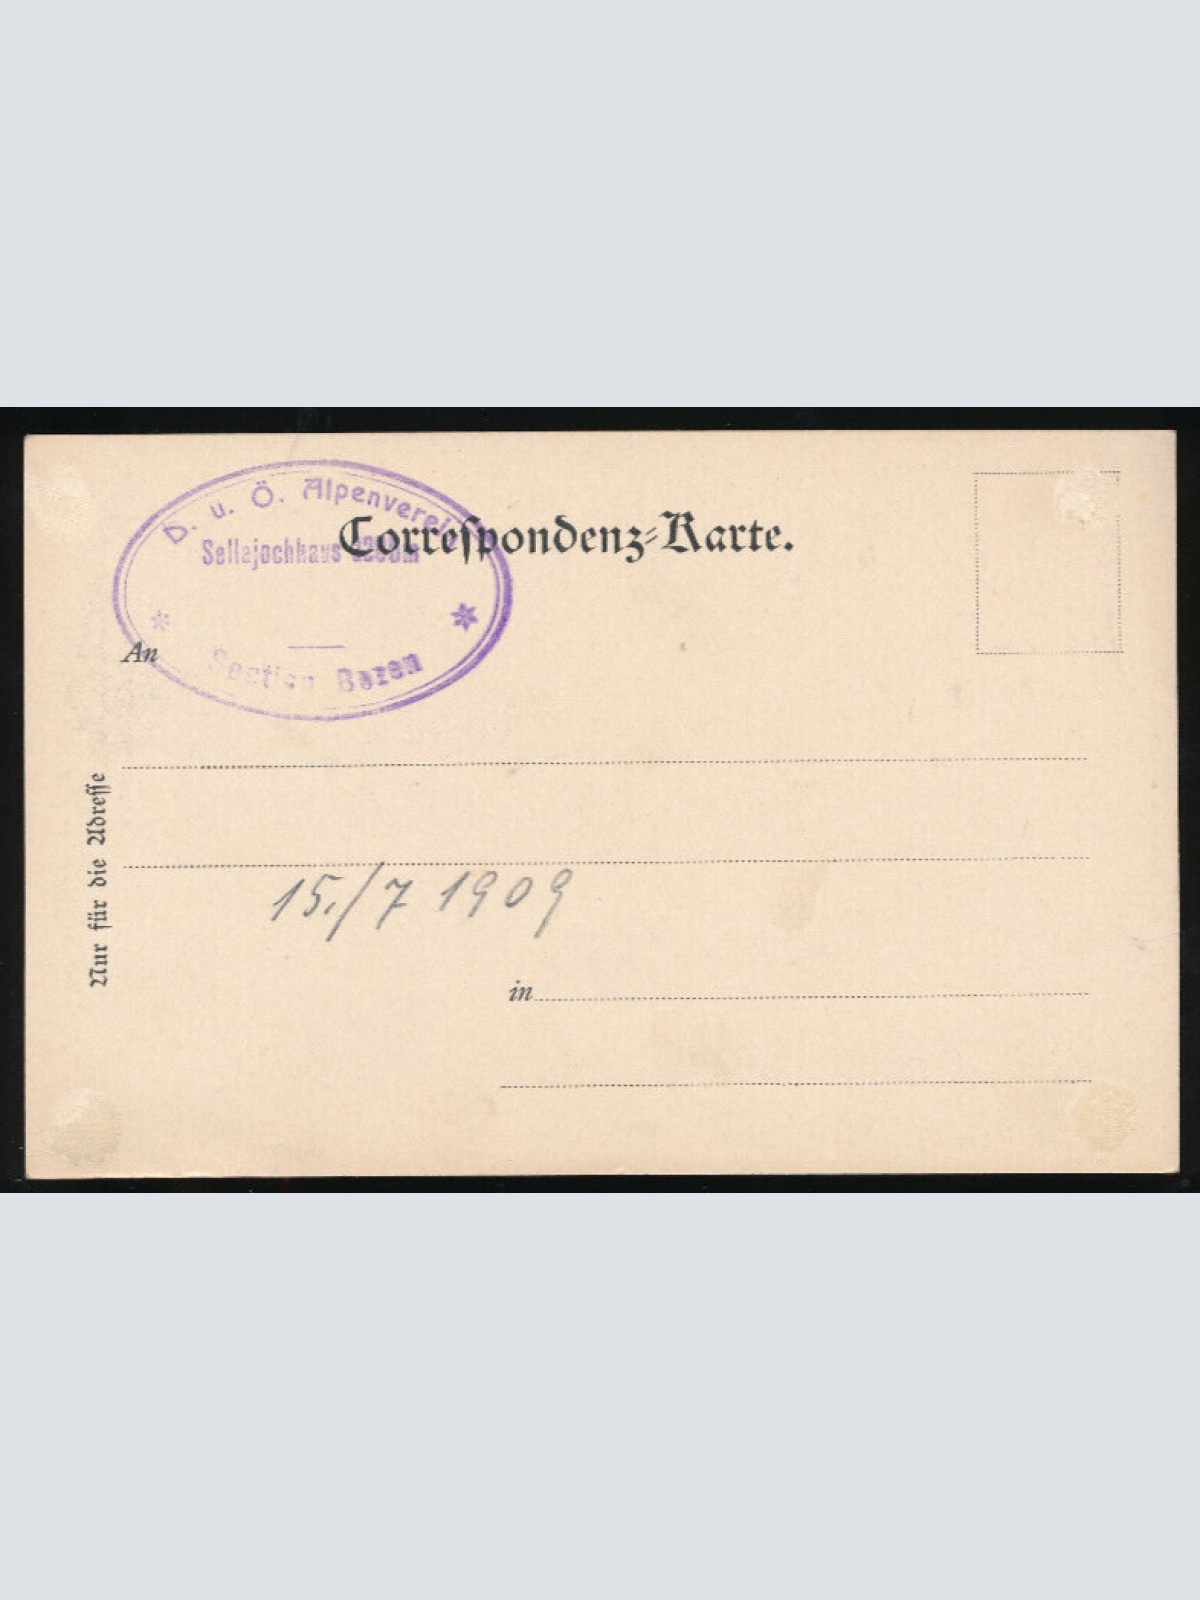 D. u. Ö. Alpenverein
Sellajochhaus
Correspondenz-Karte.
An
Section Bozen
Nur für die Adresse
15./7 1909
in